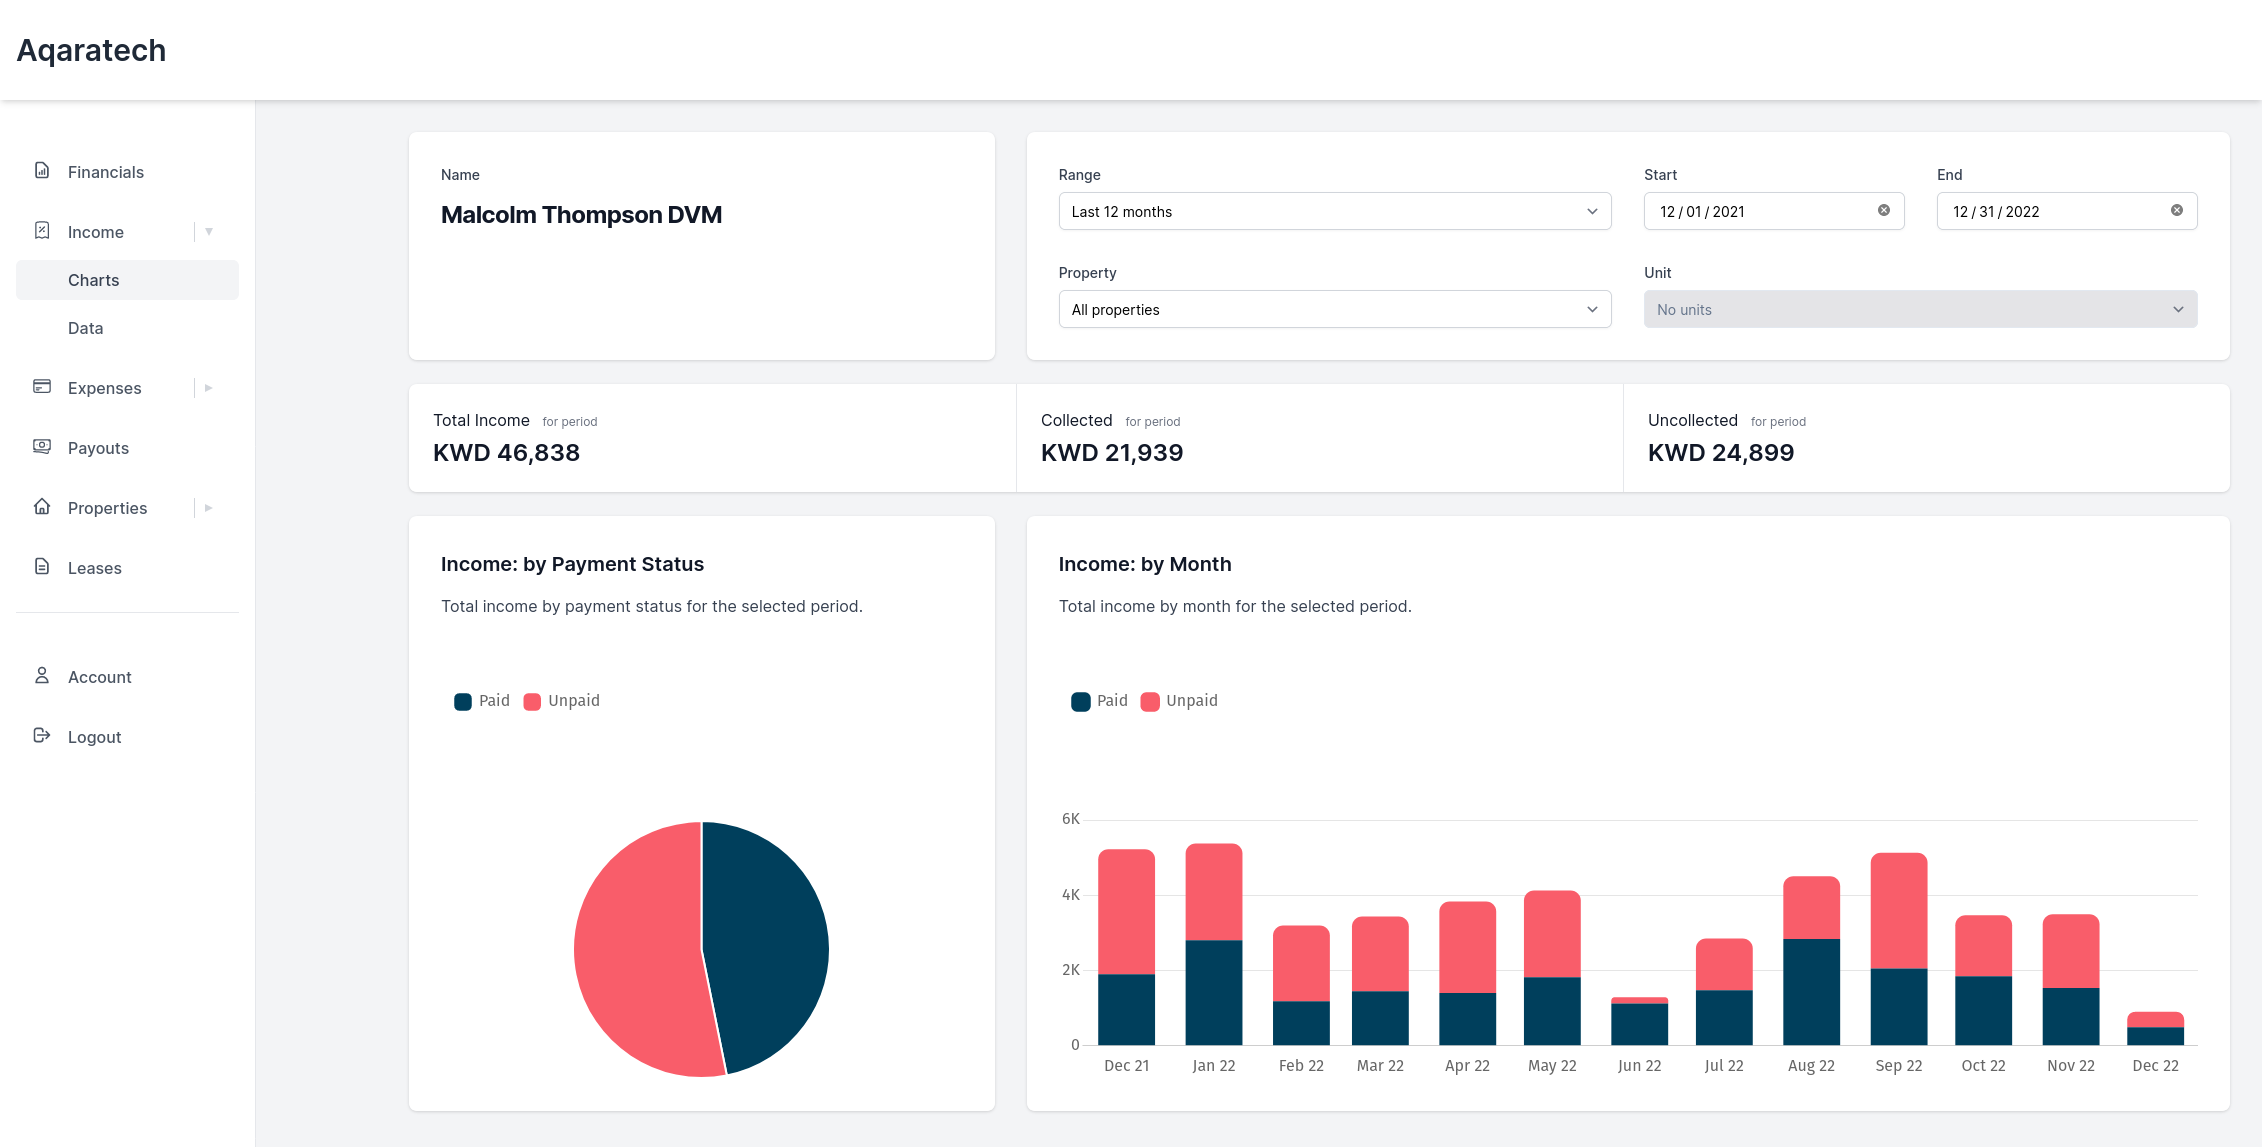 Aqaratech
Financials
Income
Charts
Data
Expenses
Payouts
Properties
Leases
Account
Logout
Name
Malcolm Thompson DVM
Range
Last 12 months
Start
12 / 01 / 2021
End
12 / 31 / 2022
Property
All properties
Unit
No units
Total Income for period
KWD 46,838
Collected for period
KWD 21,939
Uncollected for period
KWD 24,899
Income: by Payment Status
Total income by payment status for the selected period.
Paid Unpaid
Income: by Month
Total income by month for the selected period.
Paid Unpaid
6K
4K
2K
0
Dec 21 Jan 22 Feb 22 Mar 22 Apr 22 May 22 Jun 22 Jul 22 Aug 22 Sep 22 Oct 22 Nov 22 Dec 22